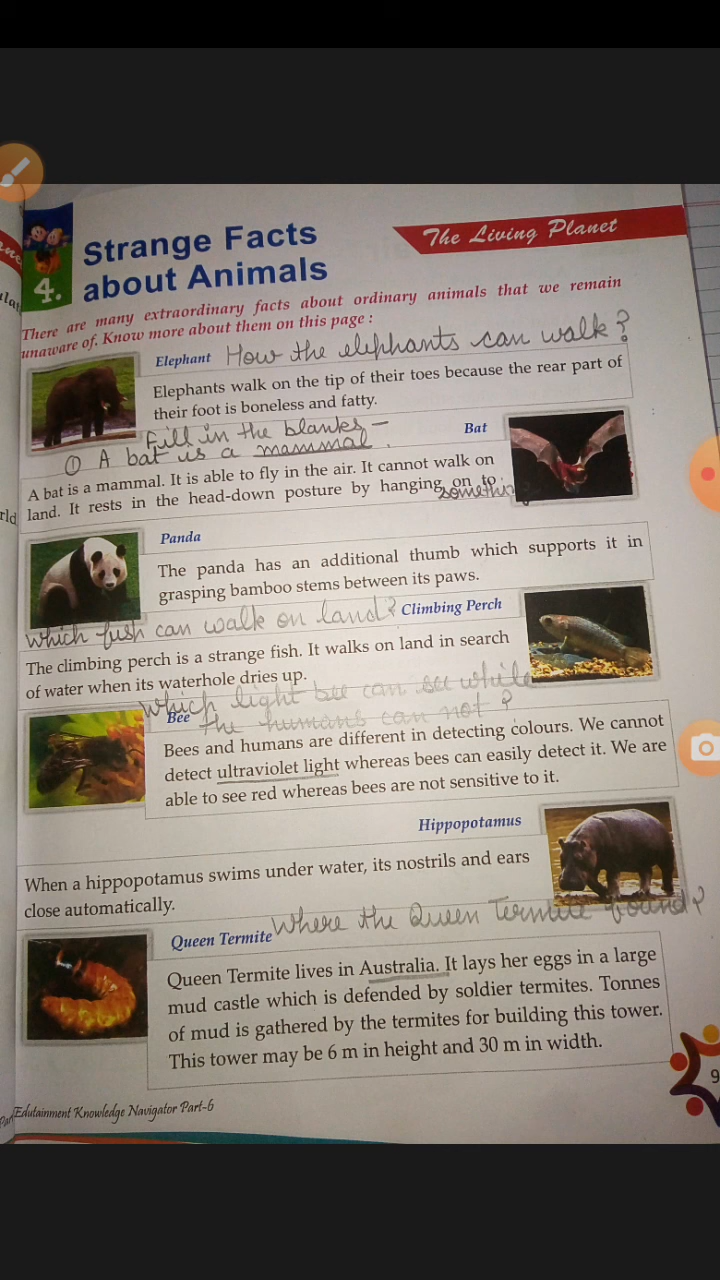 The Living Planet
4.
Strange Facts
about Animals
There are many extraordinary facts about ordinary animals that we remain
unaware of. Know more about them on this page :
Elephant How the elephants can walk?
Elephants walk on the tip of their toes because the rear part of
their foot is boneless and fatty.
Fill in the blanks –
① A bat is a mammal.
Bat
A bat is a mammal. It is able to fly in the air. It cannot walk on
land. It rests in the head-down posture by hanging on to
something
Panda
The panda has an additional thumb which supports it in
grasping bamboo stems between its paws.
Which fish can walk on land?
Climbing Perch
The climbing perch is a strange fish. It walks on land in search
of water when its waterhole dries up.
Which light bee can see while
the humans can not?
Bee
Bees and humans are different in detecting colours. We cannot
detect ultraviolet light whereas bees can easily detect it. We are
able to see red whereas bees are not sensitive to it.
Hippopotamus
When a hippopotamus swims under water, its nostrils and ears
close automatically.
Queen Termite Where the Queen Termite found?
Queen Termite lives in Australia. It lays her eggs in a large
mud castle which is defended by soldier termites. Tonnes
of mud is gathered by the termites for building this tower.
This tower may be 6 m in height and 30 m in width.
Edutainment Knowledge Navigator Part-6
9